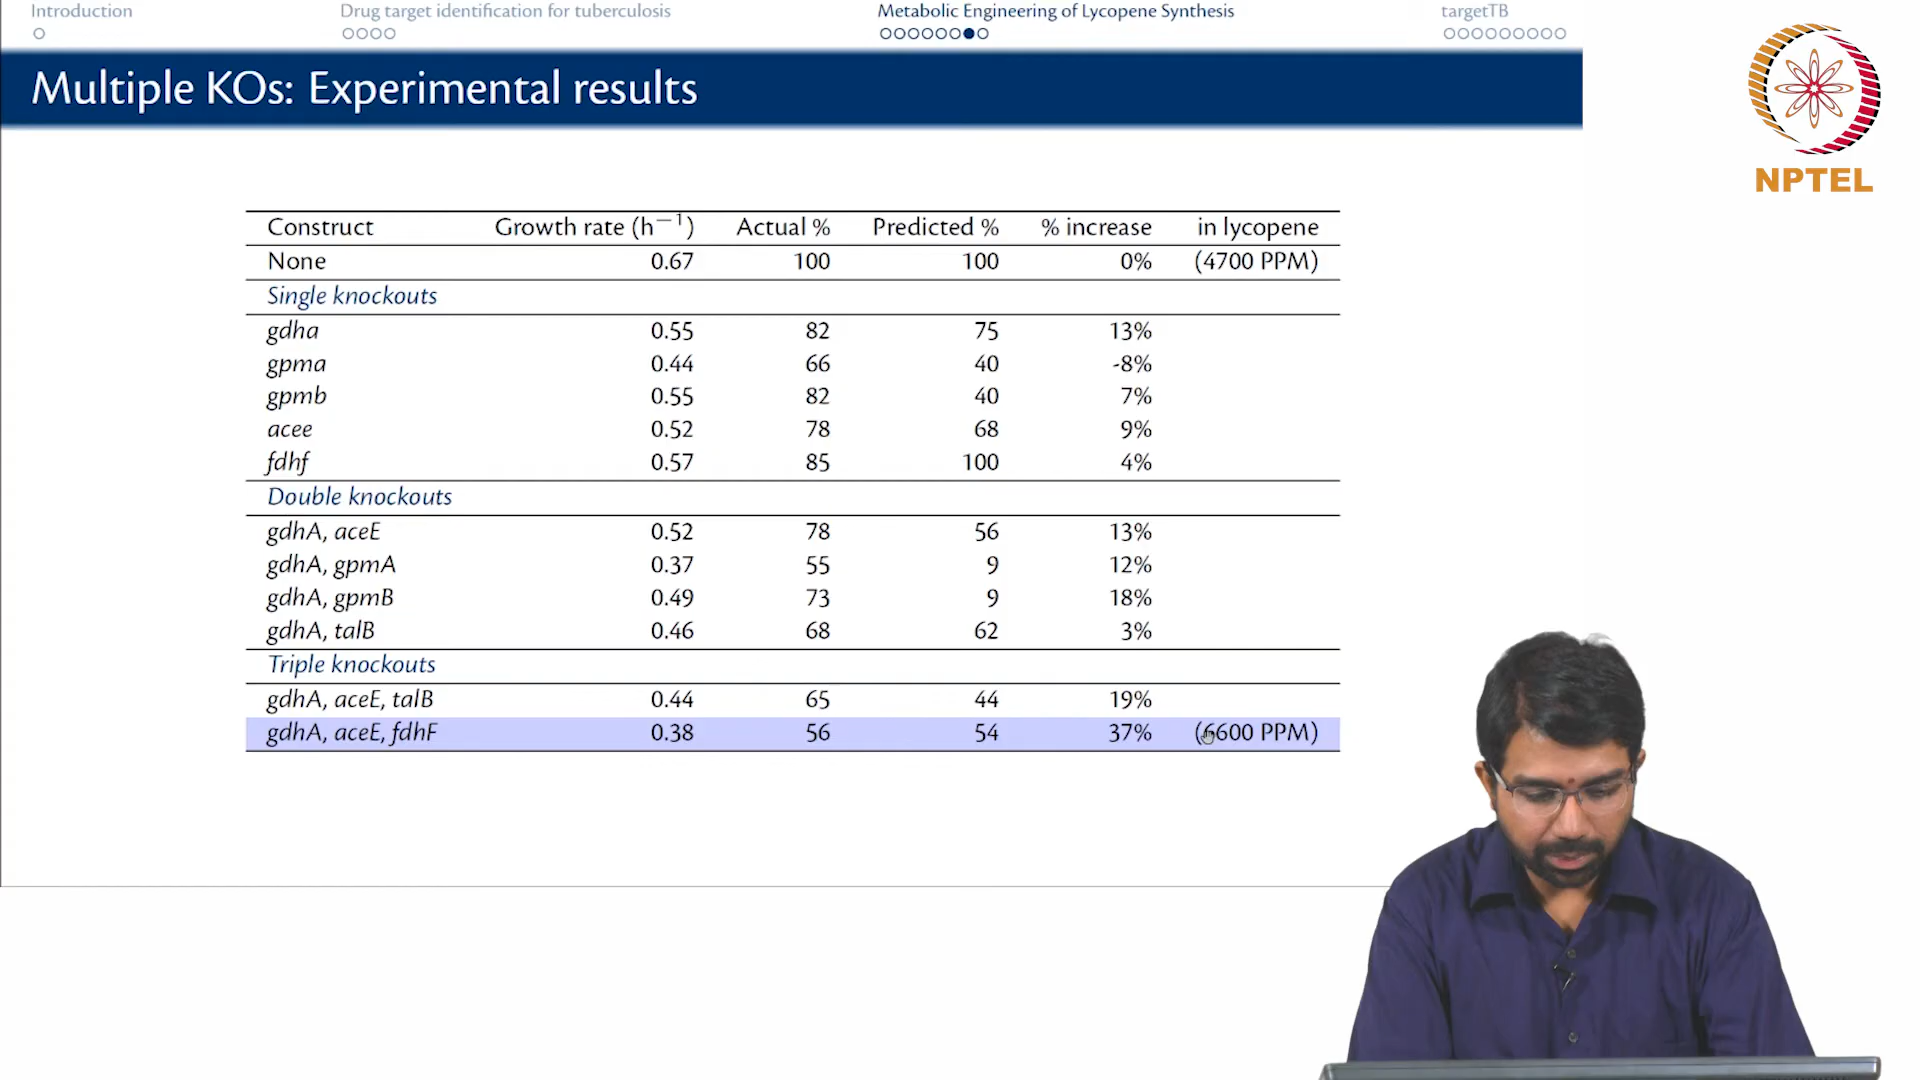 Introduction
Drug target identification for tuberculosis
Metabolic Engineering of Lycopene Synthesis
targetTB
Multiple KOs: Experimental results
NPTEL
Construct Growth rate (h−1) Actual % Predicted % % increase in lycopene
None 0.67 100 100 0% (4700 PPM)
Single knockouts
gdha 0.55 82 75 13%
gpma 0.44 66 40 -8%
gpmb 0.55 82 40 7%
acee 0.52 78 68 9%
fdhf 0.57 85 100 4%
Double knockouts
gdhA, aceE 0.52 78 56 13%
gdhA, gpmA 0.37 55 9 12%
gdhA, gpmB 0.49 73 9 18%
gdhA, talB 0.46 68 62 3%
Triple knockouts
gdhA, aceE, talB 0.44 65 44 19%
gdhA, aceE, fdhF 0.38 56 54 37% (6600 PPM)